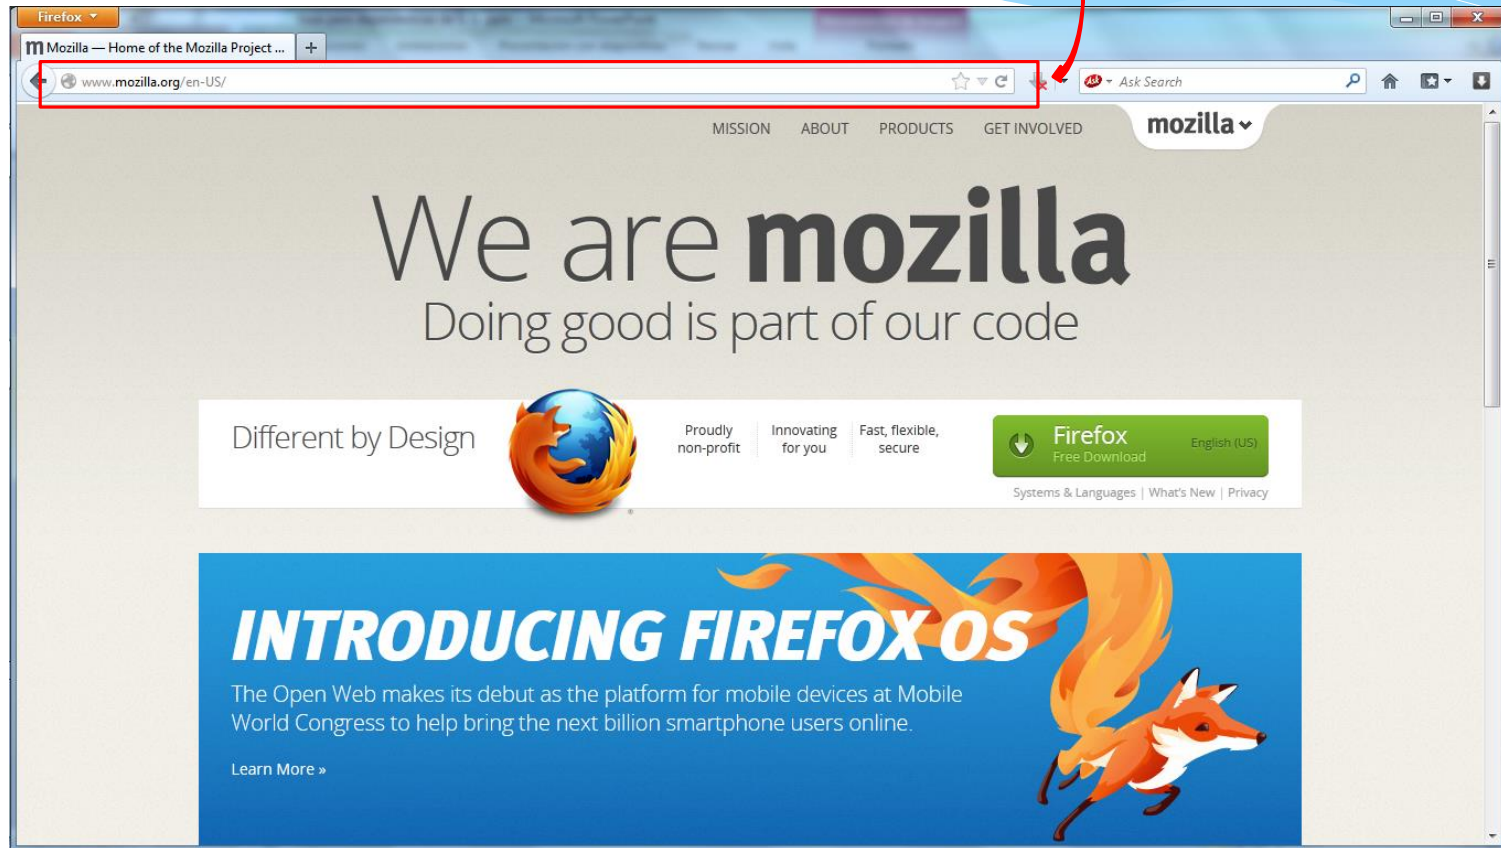 Firefox
Mozilla — Home of the Mozilla Project ...
www.mozilla.org/en-US/
Ask
Ask Search
MISSION ABOUT PRODUCTS GET INVOLVED
mozilla
We are mozilla
Doing good is part of our code
Different by Design
Proudly non-profit
Innovating for you
Fast, flexible, secure
Firefox
Free Download
English (US)
Systems & Languages | What's New | Privacy
INTRODUCING FIREFOX OS
The Open Web makes its debut as the platform for mobile devices at Mobile
World Congress to help bring the next billion smartphone users online.
Learn More »